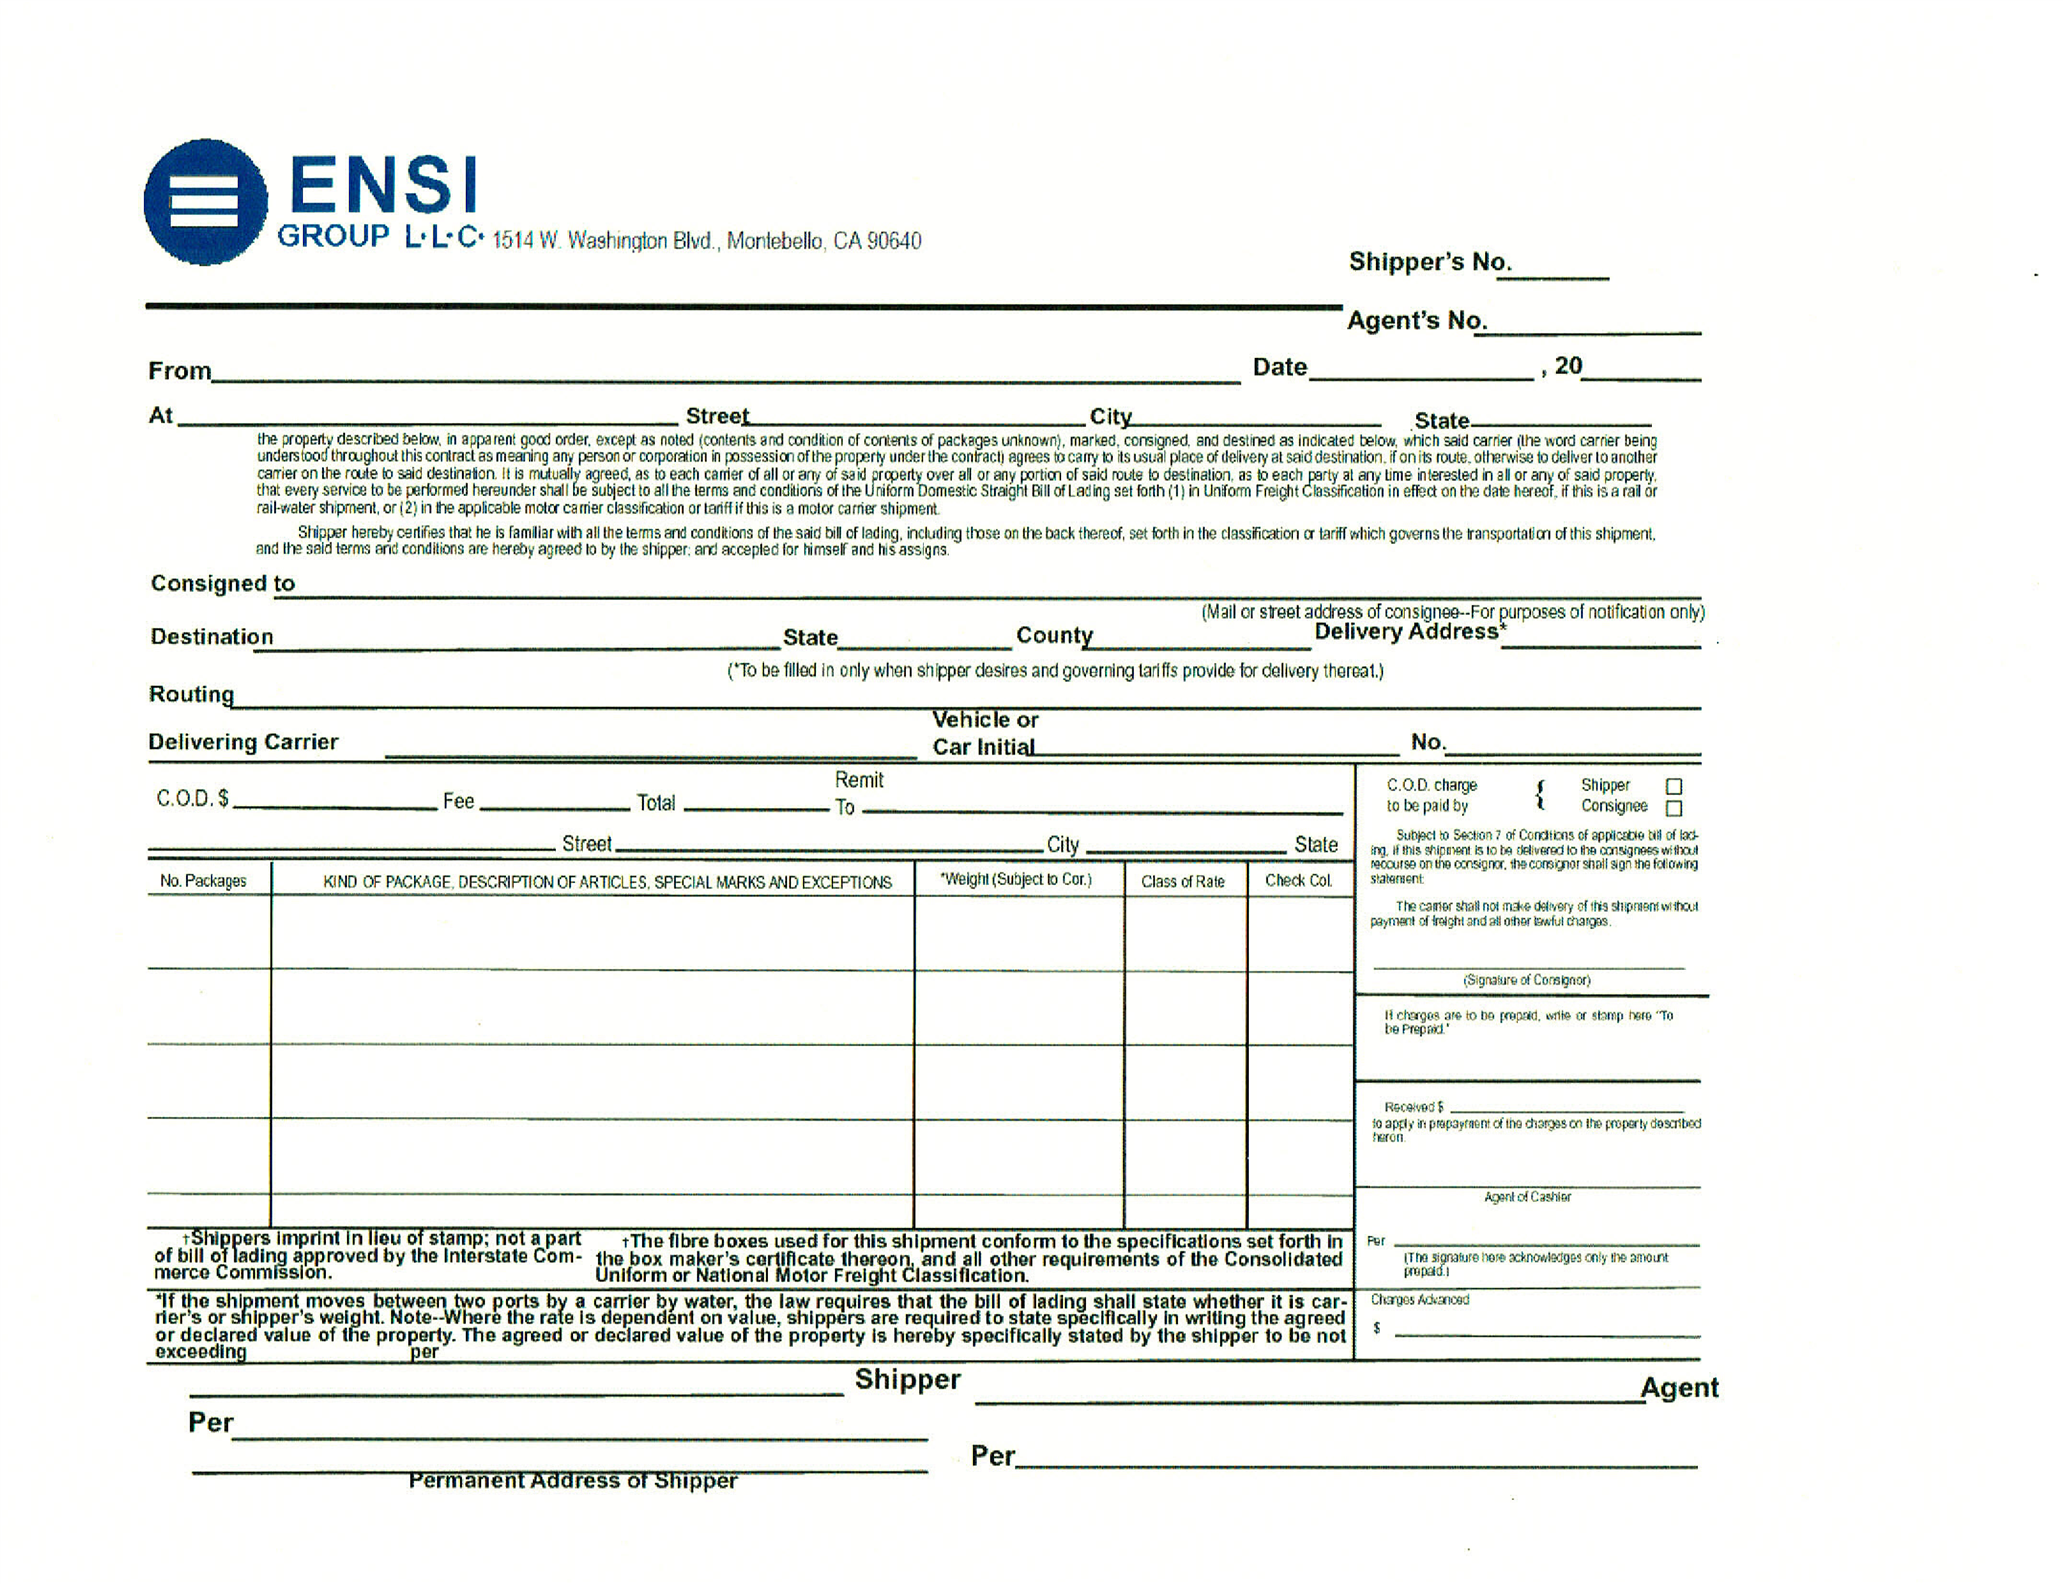 ENSI
GROUP L·L·C· 1514 W. Washington Blvd., Montebello, CA 90640
Shipper's No.
Agent's No.
From Date , 20
At Street City State
the property described below, in apparent good order, except as noted (contents and condition of contents of packages unknown), marked, consigned, and destined as indicated below, which said carrier (the word carrier being
understood throughout this contract as meaning any person or corporation in possession of the property under the contract) agrees to carry to its usual place of delivery at said destination, if on its route, otherwise to deliver to another
carrier on the route to said destination. It is mutually agreed, as to each carrier of all or any of said property over all or any portion of said route to destination, as to each party at any time interested in all or any of said property,
that every service to be performed hereunder shall be subject to all the terms and conditions of the Uniform Domestic Straight Bill of Lading set forth (1) in Uniform Freight Classification in effect on the date hereof, if this is a rail or
rail-water shipment, or (2) in the applicable motor carrier classification or tariff if this is a motor carrier shipment.
Shipper hereby certifies that he is familiar with all the terms and conditions of the said bill of lading, including those on the back thereof, set forth in the classification or tariff which governs the transportation of this shipment,
and the said terms and conditions are hereby agreed to by the shipper; and accepted for himself and his assigns.
Consigned to
(Mail or street address of consignee--For purposes of notification only)
Destination State County Delivery Address*
(*To be filled in only when shipper desires and governing tariffs provide for delivery thereat.)
Routing
Delivering Carrier Vehicle or
Car Initial No.
C.O.D. $ Fee Total Remit
To
Street City State
No. Packages KIND OF PACKAGE, DESCRIPTION OF ARTICLES, SPECIAL MARKS AND EXCEPTIONS *Weight (Subject to Cor.) Class of Rate Check Col.
C.O.D. charge { Shipper
to be paid by { Consignee
Subject to Section 7 of Conditions of applicable bill of lad-
ing, if this shipment is to be delivered to the consignees without
recourse on the consignor, the consignor shall sign the following
statement:
The carrier shall not make delivery of this shipment without
payment of freight and all other lawful charges.
(Signature of Consignor)
If charges are to be prepaid, write or stamp here "To
be Prepaid."
Received $
to apply in prepayment of the charges on the property described
heron.
Agent of Cashier
Per
(The signature here acknowledges only the amount
prepaid.)
Charges Advanced
$
†Shippers imprint in lieu of stamp; not a part
of bill of lading approved by the Interstate Com-
merce Commission.
†The fibre boxes used for this shipment conform to the specifications set forth in
the box maker's certificate thereon, and all other requirements of the Consolidated
Uniform or National Motor Freight Classification.
*If the shipment moves between two ports by a carrier by water, the law requires that the bill of lading shall state whether it is car-
rier's or shipper's weight. Note--Where the rate is dependent on value, shippers are required to state specifically in writing the agreed
or declared value of the property. The agreed or declared value of the property is hereby specifically stated by the shipper to be not
exceeding per
Shipper Agent
Per
Per
Permanent Address of Shipper